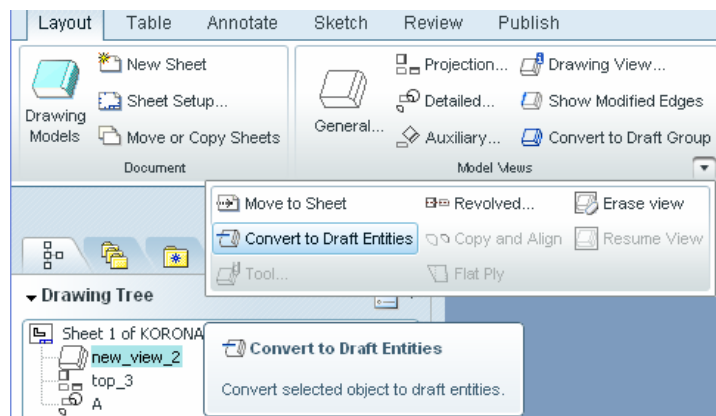 Layout Table Annotate Sketch Review Publish
New Sheet
Sheet Setup...
Move or Copy Sheets
Drawing
Models
Document
General...
Projection...
Detailed...
Auxiliary...
Drawing View...
Show Modified Edges
Convert to Draft Group
Model Views
Move to Sheet
Revolved...
Erase view
Convert to Draft Entities
Copy and Align
Resume View
Tool...
Flat Ply
Drawing Tree
Sheet 1 of KORONA
new_view_2
top_3
A
Convert to Draft Entities
Convert selected object to draft entities.